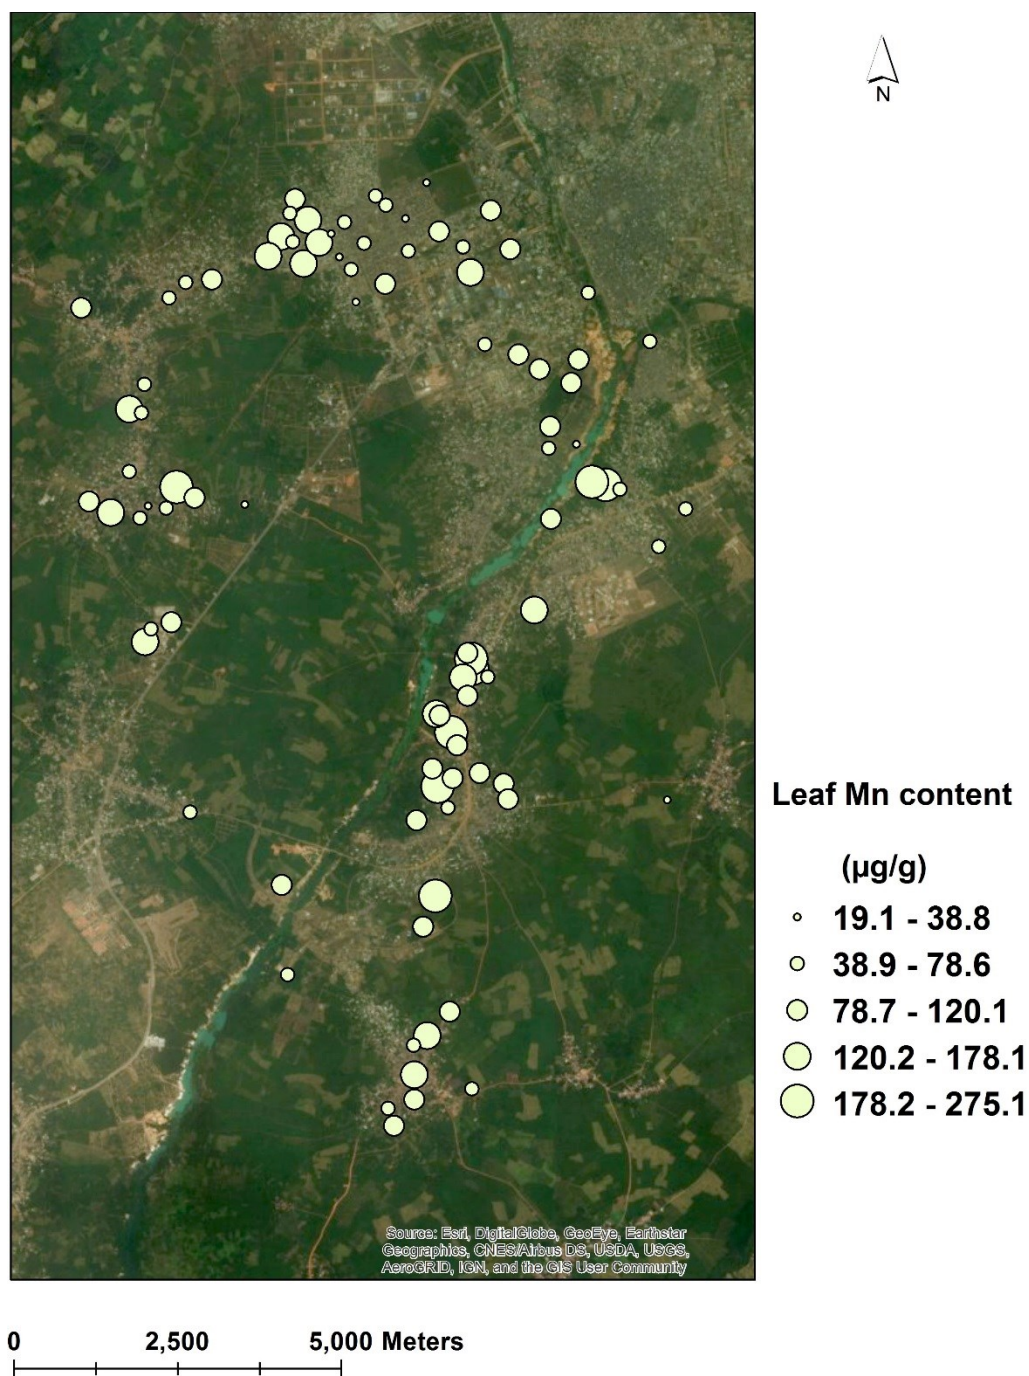 N
Leaf Mn content
(µg/g)
19.1 - 38.8
38.9 - 78.6
78.7 - 120.1
120.2 - 178.1
178.2 - 275.1
Source: Esri, DigitalGlobe, GeoEye, Earthstar
Geographics, CNES/Airbus DS, USDA, USGS,
AeroGRID, IGN, and the GIS User Community
0 2,500 5,000 Meters